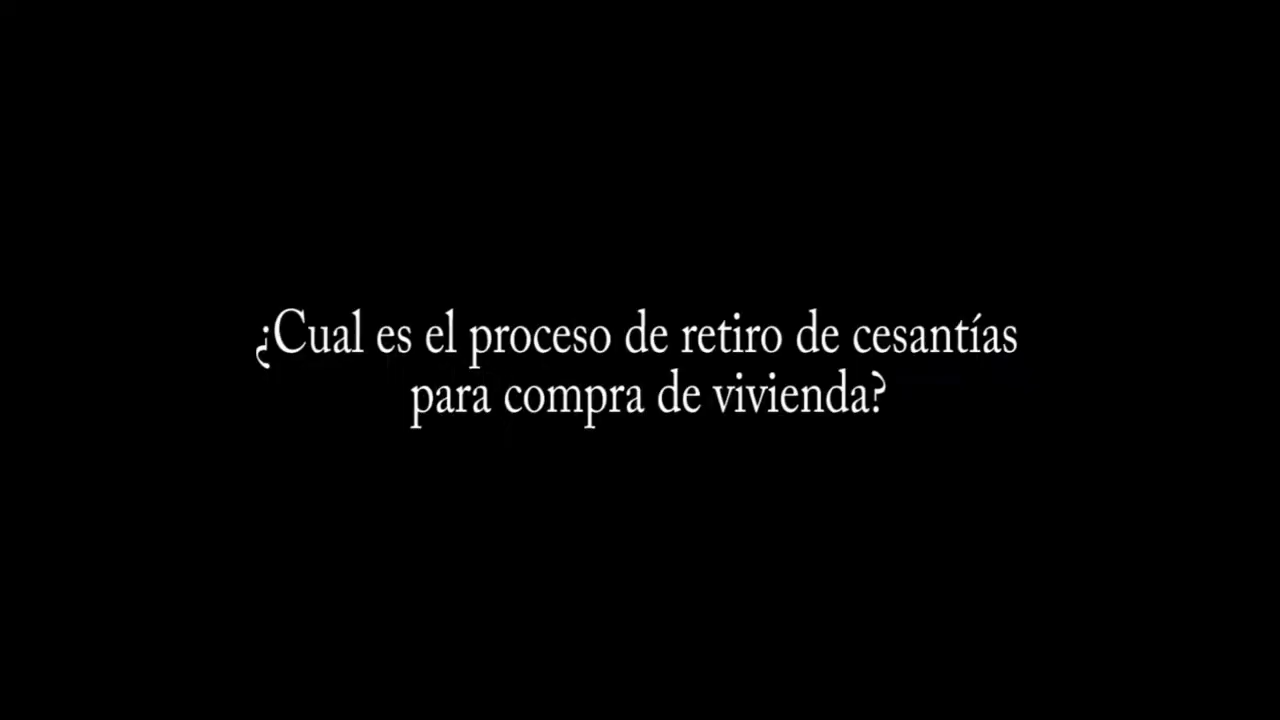 ¿Cual es el proceso de retiro de cesantías
para compra de vivienda?